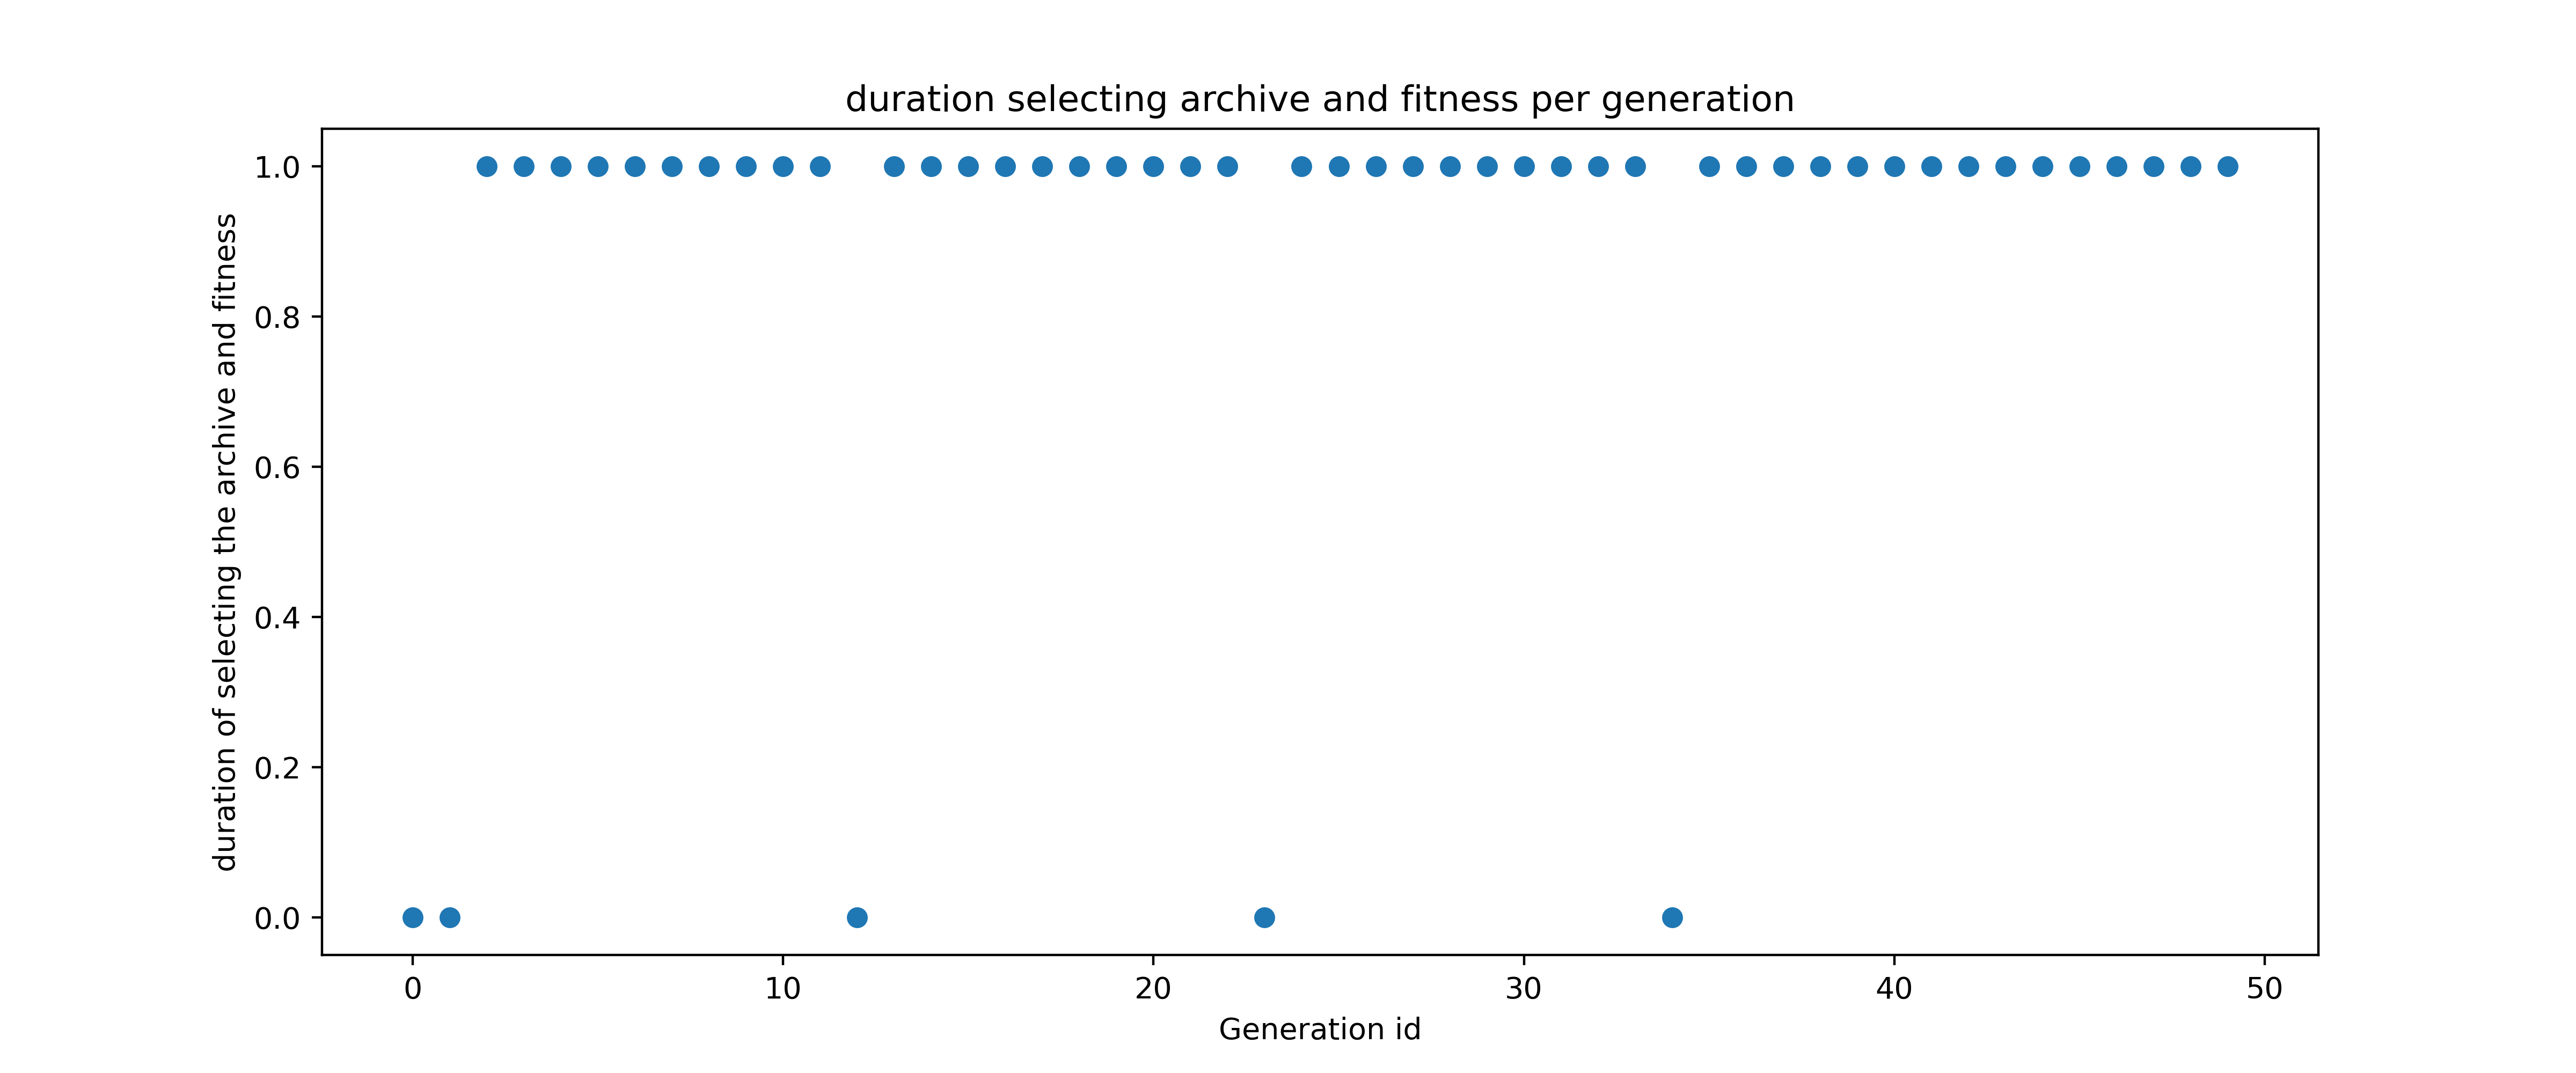 duration selecting archive and fitness per generation
duration of selecting the archive and fitness
1.0
0.8
0.6
0.4
0.2
0.0
0 10 20 30 40 50
Generation id